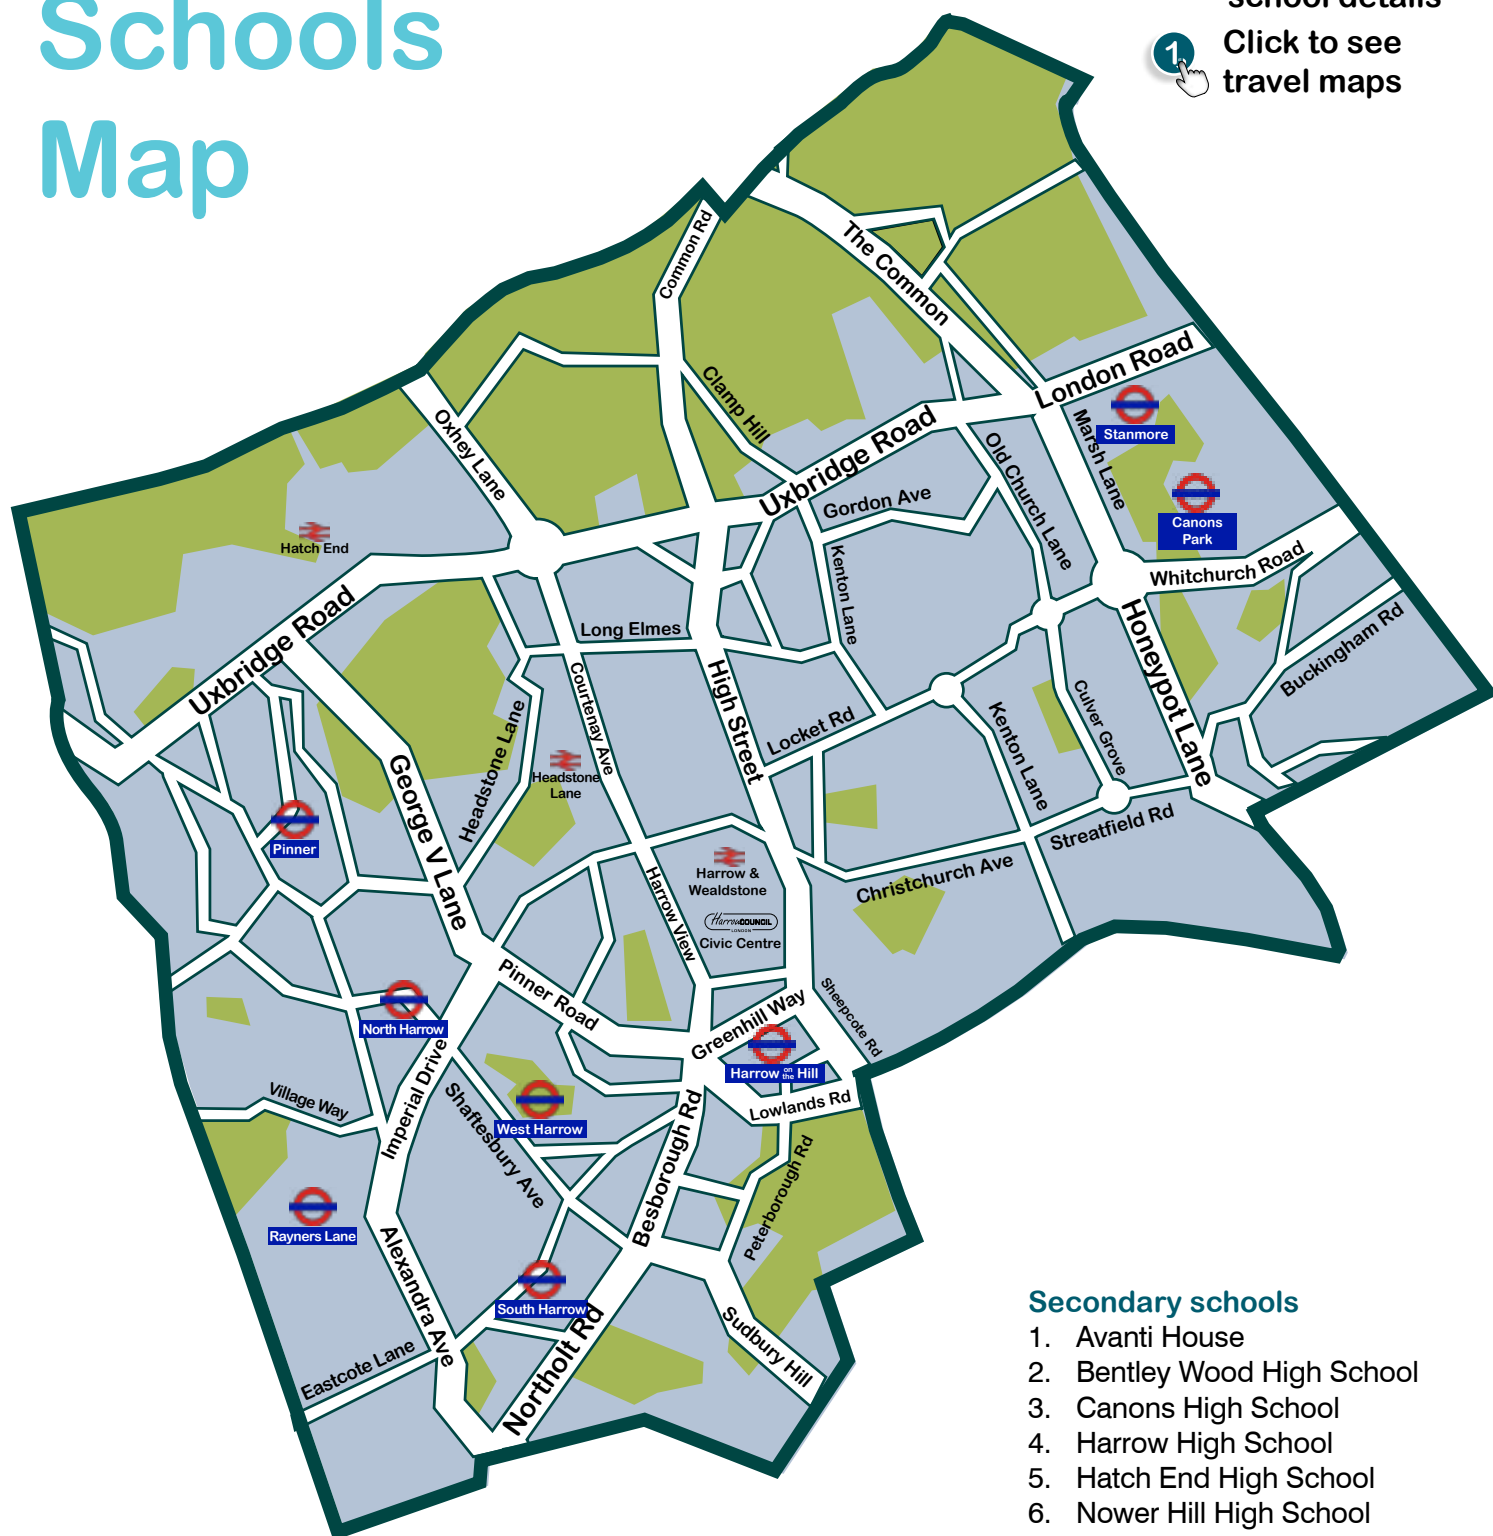 Schools
Map
school details
1
Click to see
travel maps
Common Rd
The Common
Clamp Hill
London Road
Stanmore
Marsh Lane
Oxhey Lane
Uxbridge Road
Old Church Lane
Gordon Ave
Canons
Park
Hatch End
Kenton Lane
Whitchurch Road
Uxbridge Road
Long Elmes
Honeypot Lane
Buckingham Rd
Courtenay Ave
High Street
Headstone Lane
Locket Rd
Kenton Lane
Culver Grove
George V Lane
Headstone
Lane
Pinner
Streatfield Rd
Christchurch Ave
Harrow View
Harrow &
Wealdstone
HarrowCOUNCIL
LONDON
Civic Centre
Pinner Road
Sheepcote Rd
Greenhill Way
North Harrow
Harrow on the Hill
Imperial Drive
Village Way
Shaftesbury Ave
West Harrow
Lowlands Rd
Besborough Rd
Peterborough Rd
Rayners Lane
Alexandra Ave
South Harrow
Northolt Rd
Sudbury Hill
Eastcote Lane
Secondary schools
1. Avanti House
2. Bentley Wood High School
3. Canons High School
4. Harrow High School
5. Hatch End High School
6. Nower Hill High School